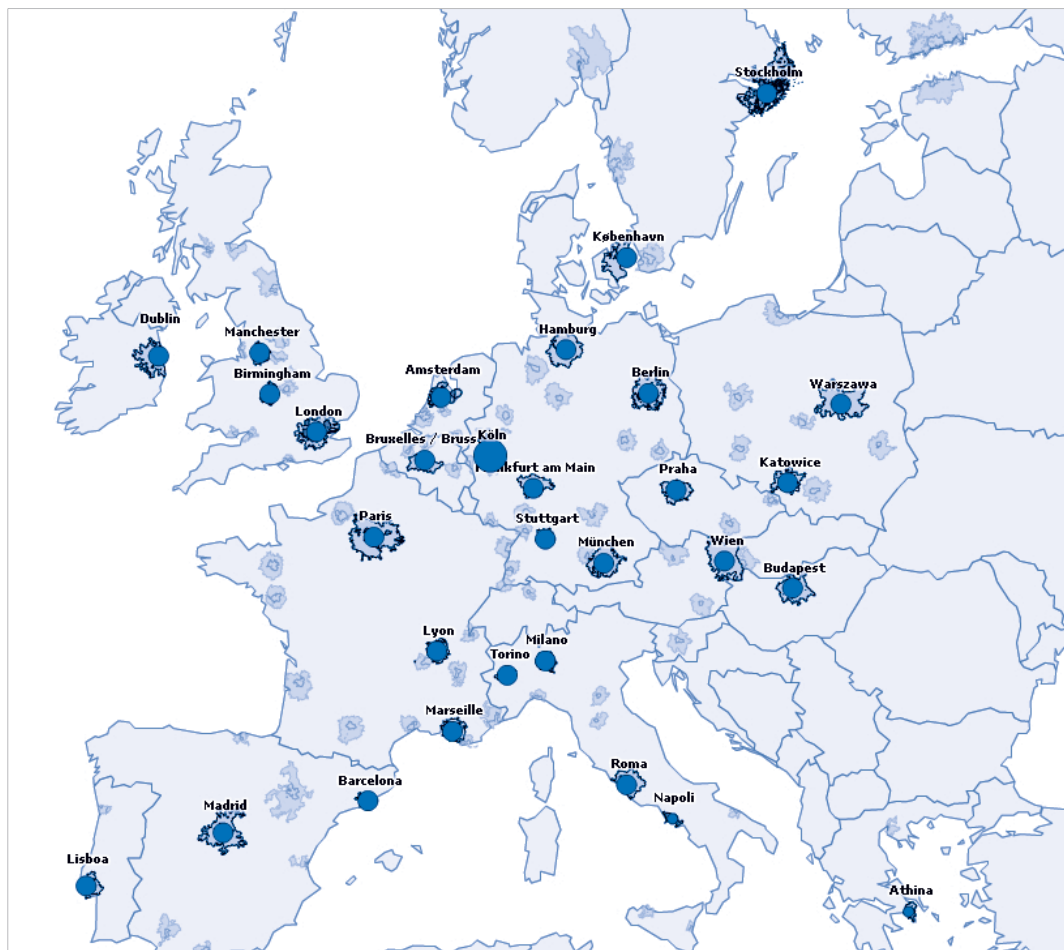 Stockholm
København
Dublin
Manchester
Hamburg
Birmingham
Amsterdam
Berlin
Warszawa
London
Bruxelles / Bruss
Köln
Frankfurt am Main
Praha
Katowice
Paris
Stuttgart
München
Wien
Budapest
Lyon
Milano
Torino
Marseille
Roma
Barcelona
Napoli
Madrid
Lisboa
Athina